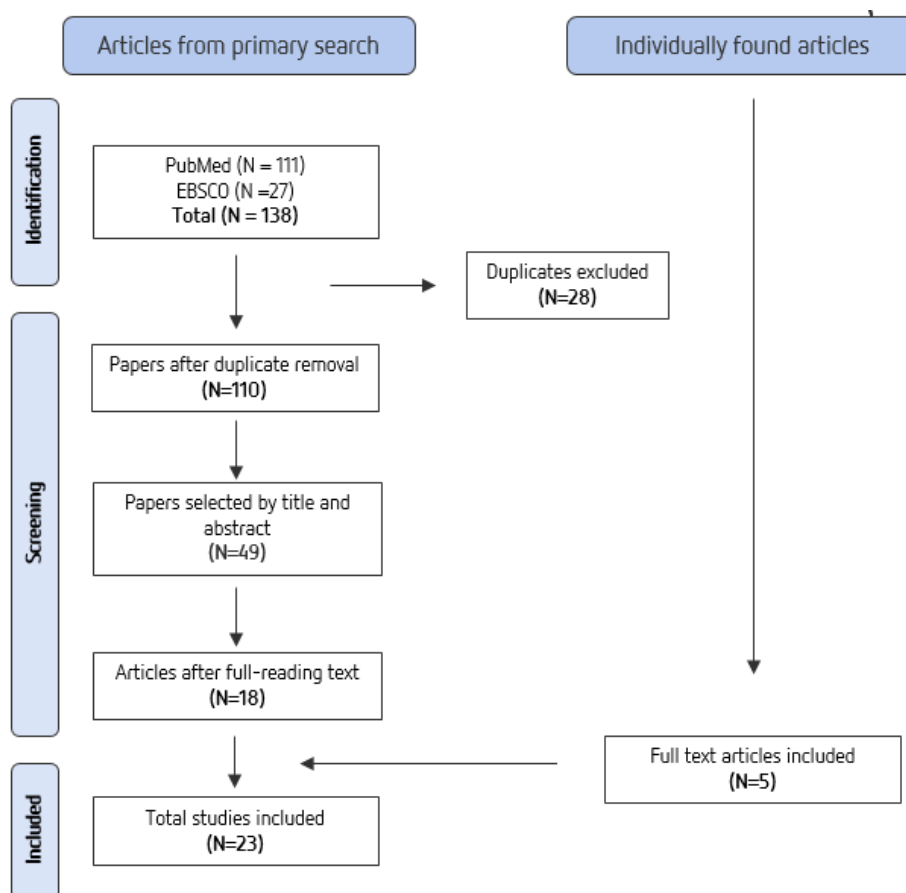 Articles from primary search
Individually found articles
Identification
PubMed (N = 111)
EBSCO (N =27)
Total (N = 138)
Duplicates excluded
(N=28)
Screening
Papers after duplicate removal
(N=110)
Papers selected by title and
abstract
(N=49)
Articles after full-reading text
(N=18)
Full text articles included
(N=5)
Included
Total studies included
(N=23)